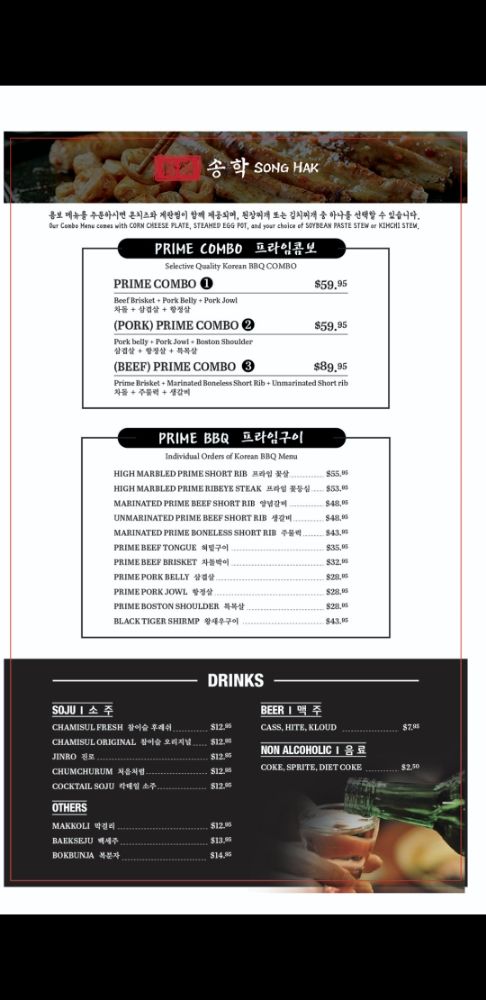 송학 SONG HAK
콤보 메뉴를 주문하시면 콘치즈와 계란찜이 함께 제공되며, 된장찌개 또는 김치찌개 중 하나를 선택할 수 있습니다.
Our Combo Menu comes with CORN CHEESE PLATE, STEAMED EGG POT, and your choice of SOYBEAN PASTE STEW or KIMCHI STEW.
PRIME COMBO 프라임콤보
Selective Quality Korean BBQ COMBO
PRIME COMBO 1 $59.95
Beef Brisket + Pork Belly + Pork Jowl
차돌 + 삼겹살 + 항정살
(PORK) PRIME COMBO 2 $59.95
Pork belly + Pork Jowl + Boston Shoulder
삼겹살 + 항정살 + 목목살
(BEEF) PRIME COMBO 3 $89.95
Prime Brisket + Marinated Boneless Short Rib + Unmarinated Short rib
차돌 + 주물럭 + 생갈비
PRIME BBQ 프라임구이
Individual Orders of Korean BBQ Menu
HIGH MARBLED PRIME SHORT RIB 프라임 꽃살 $55.95
HIGH MARBLED PRIME RIBEYE STEAK 프라임 꽃등심 $53.95
MARINATED PRIME BEEF SHORT RIB 양념갈비 $48.95
UNMARINATED PRIME BEEF SHORT RIB 생갈비 $48.95
MARINATED PRIME BONELESS SHORT RIB 주물럭 $43.95
PRIME BEEF TONGUE 혀밑구이 $35.95
PRIME BEEF BRISKET 차돌박이 $32.95
PRIME PORK BELLY 삼겹살 $28.95
PRIME PORK JOWL 항정살 $28.95
PRIME BOSTON SHOULDER 목목살 $28.95
BLACK TIGER SHIRMP 왕새우구이 $43.95
DRINKS
SOJU | 소 주
CHAMISUL FRESH 참이슬 후레쉬 $12.95
CHAMISUL ORIGINAL 참이슬 오리지널 $12.95
JINRO 진로 $12.95
CHUMCHURUM 처음처럼 $12.95
COCKTAIL SOJU 칵테일 소주 $12.95
OTHERS
MAKKOLI 막걸리 $12.95
BAEKSEJU 백세주 $13.95
BOKBUNJA 복분자 $14.95
BEER | 맥 주
CASS, HITE, KLOUD $7.95
NON ALCOHOLIC | 음 료
COKE, SPRITE, DIET COKE $2.50